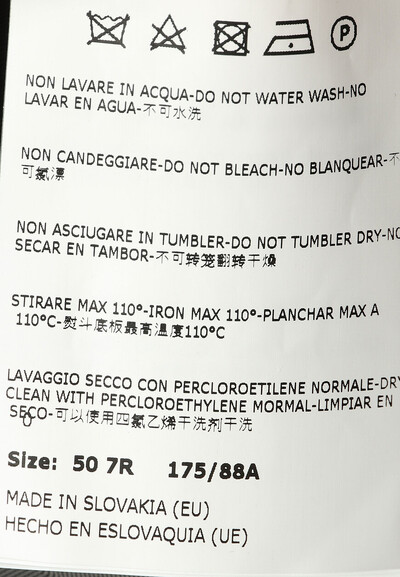 P
NON LAVARE IN ACQUA-DO NOT WATER WASH-NO
LAVAR EN AGUA-不可水洗
NON CANDEGGIARE-DO NOT BLEACH-NO BLANQUEAR-不
可氯漂
NON ASCIUGARE IN TUMBLER-DO NOT TUMBLER DRY-NO
SECAR EN TAMBOR-不可转笼翻转干燥
STIRARE MAX 110°-IRON MAX 110°-PLANCHAR MAX A
110°C-熨斗底板最高温度110°C
LAVAGGIO SECCO CON PERCLOROETILENE NORMALE-DRY
CLEAN WITH PERCLOROETHYLENE MORMAL-LIMPIAR EN
SECO-可以使用四氯乙烯干洗剂干洗
0
Size: 50 7R 175/88A
MADE IN SLOVAKIA (EU)
HECHO EN ESLOVAQUIA (UE)